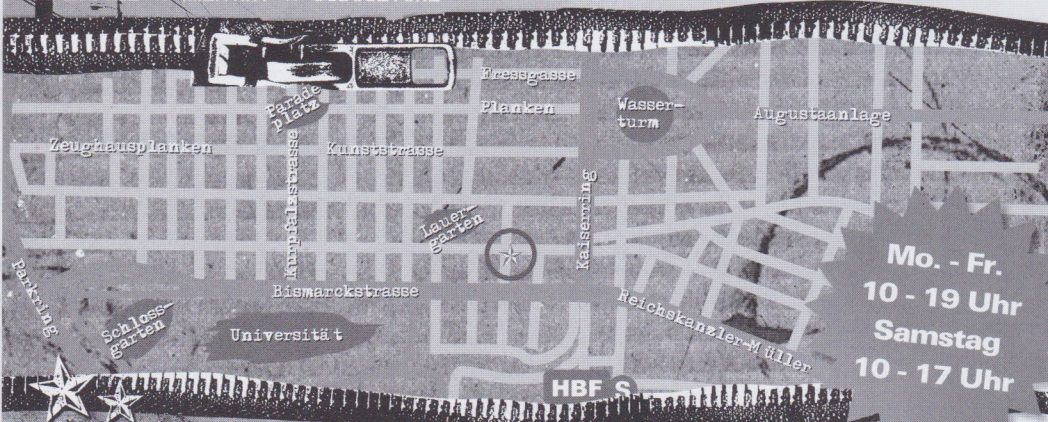 Fressgasse
Parade
platz
Planken
Wasser-
turm
Augustaanlage
Zeughausplanken
Kunststrasse
Kurpfalzstrasse
Kaiserring
Lauer-
garten
Parkring
Bismarckstrasse
Schloss-
garten
Universität
Reichskanzler-Müller
HBF S
Mo. - Fr.
10 - 19 Uhr
Samstag
10 - 17 Uhr